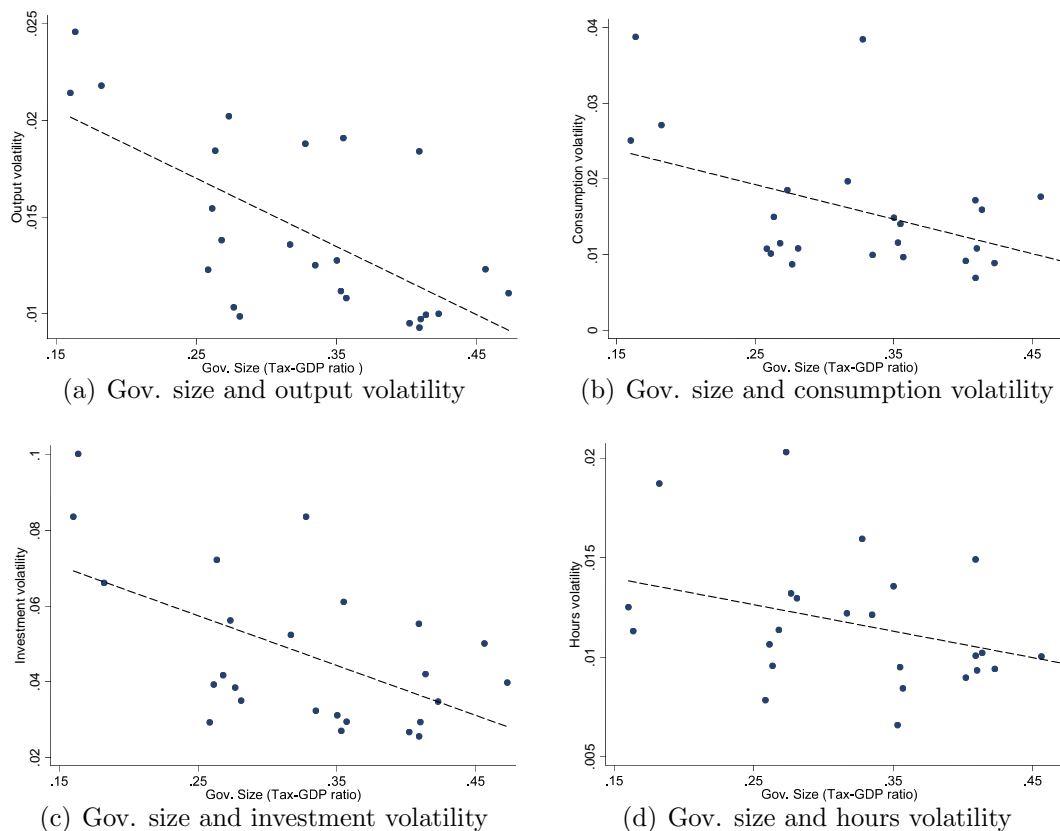 .025
.02
.015
.01
Output volatility
.15 .25 .35 .45
Gov. Size (Tax-GDP ratio )
(a) Gov. size and output volatility
.04
.03
.02
.01
0
Consumption volatility
.15 .25 .35 .45
Gov. Size (Tax-GDP ratio)
(b) Gov. size and consumption volatility
.1
.08
.06
.04
.02
Investment volatility
.15 .25 .35 .45
Gov. Size (Tax-GDP ratio)
(c) Gov. size and investment volatility
.02
.015
.01
.005
Hours volatility
.15 .25 .35 .45
Gov. Size (Tax-GDP ratio)
(d) Gov. size and hours volatility